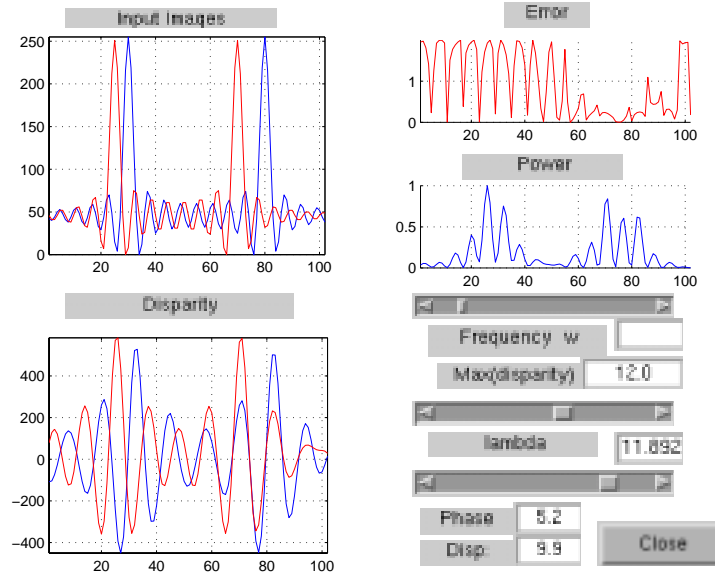 Input Images
250
200
150
100
50
0
20 40 60 80 100
Error
1
0
20 40 60 80 100
Power
1
0.5
0
20 40 60 80 100
Disparity
400
200
0
−200
−400
20 40 60 80 100
Frequency w
Max(disparity) 12.0
lambda 11.892
Phase 5.2
Disp: 9.9
Close